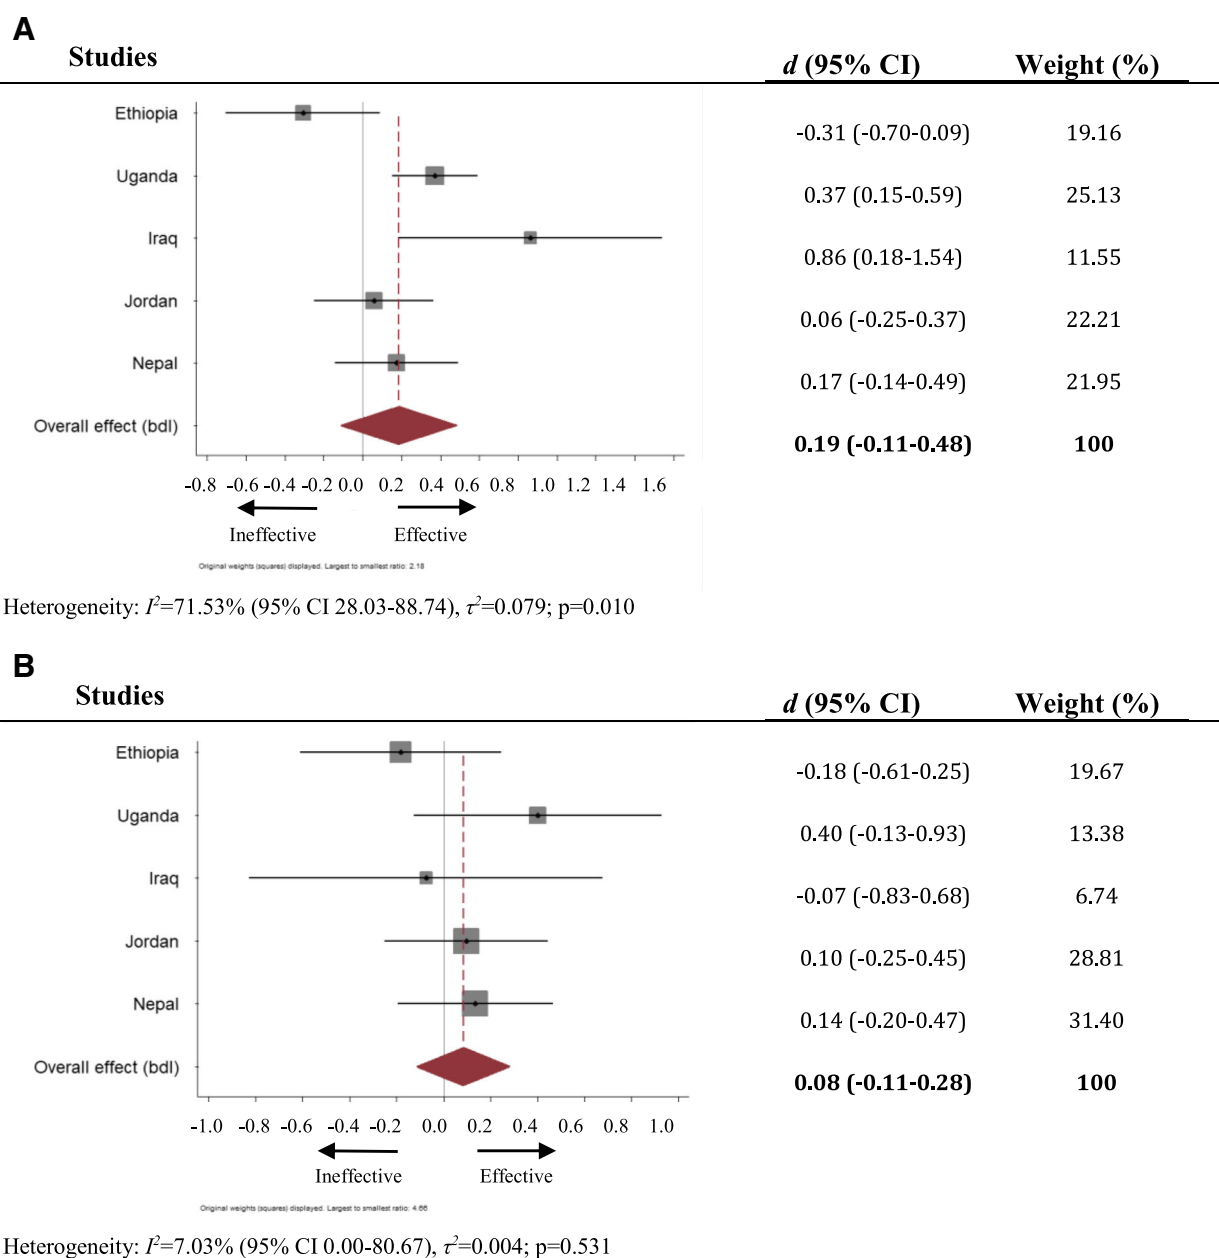 A
Studies
d (95% CI) Weight (%)
Ethiopia -0.31 (-0.70-0.09) 19.16
Uganda 0.37 (0.15-0.59) 25.13
Iraq 0.86 (0.18-1.54) 11.55
Jordan 0.06 (-0.25-0.37) 22.21
Nepal 0.17 (-0.14-0.49) 21.95
Overall effect (bdl) 0.19 (-0.11-0.48) 100
-0.8 -0.6 -0.4 -0.2 0.0 0.2 0.4 0.6 0.8 1.0 1.2 1.4 1.6
Ineffective Effective
Original weights (squares) displayed. Largest to smallest ratio: 2.18
Heterogeneity: I²=71.53% (95% CI 28.03-88.74), τ²=0.079; p=0.010
B
Studies
d (95% CI) Weight (%)
Ethiopia -0.18 (-0.61-0.25) 19.67
Uganda 0.40 (-0.13-0.93) 13.38
Iraq -0.07 (-0.83-0.68) 6.74
Jordan 0.10 (-0.25-0.45) 28.81
Nepal 0.14 (-0.20-0.47) 31.40
Overall effect (bdl) 0.08 (-0.11-0.28) 100
-1.0 -0.8 -0.6 -0.4 -0.2 0.0 0.2 0.4 0.6 0.8 1.0
Ineffective Effective
Original weights (squares) displayed. Largest to smallest ratio: 4.66
Heterogeneity: I²=7.03% (95% CI 0.00-80.67), τ²=0.004; p=0.531